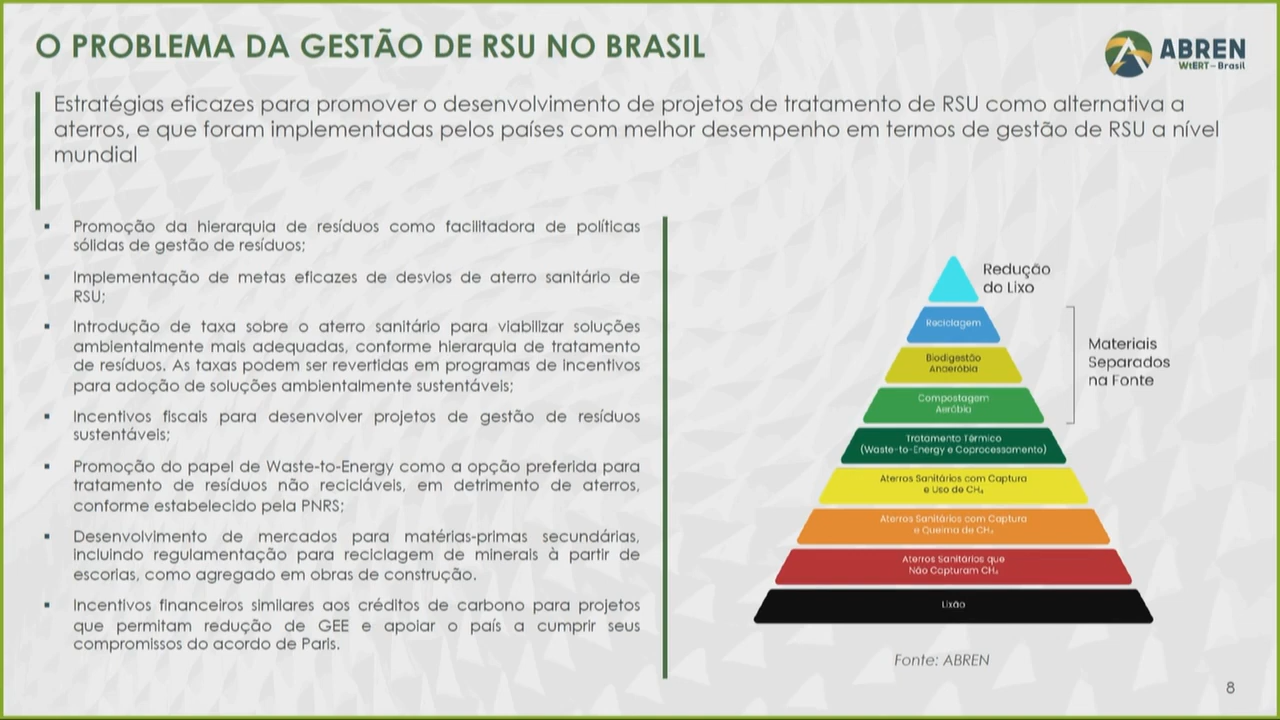 O PROBLEMA DA GESTÃO DE RSU NO BRASIL
ABREN
WtERT – Brasil
Estratégias eficazes para promover o desenvolvimento de projetos de tratamento de RSU como alternativa a
aterros, e que foram implementadas pelos países com melhor desempenho em termos de gestão de RSU a nível
mundial
▪ Promoção da hierarquia de resíduos como facilitadora de políticas
sólidas de gestão de resíduos;
▪ Implementação de metas eficazes de desvios de aterro sanitário de
RSU;
▪ Introdução de taxa sobre o aterro sanitário para viabilizar soluções
ambientalmente mais adequadas, conforme hierarquia de tratamento
de resíduos. As taxas podem ser revertidas em programas de incentivos
para adoção de soluções ambientalmente sustentáveis;
▪ Incentivos fiscais para desenvolver projetos de gestão de resíduos
sustentáveis;
▪ Promoção do papel de Waste-to-Energy como a opção preferida para
tratamento de resíduos não recicláveis, em detrimento de aterros,
conforme estabelecido pela PNRS;
▪ Desenvolvimento de mercados para matérias-primas secundárias,
incluindo regulamentação para reciclagem de minerais à partir de
escorias, como agregado em obras de construção.
▪ Incentivos financeiros similares aos créditos de carbono para projetos
que permitam redução de GEE e apoiar o país a cumprir seus
compromissos do acordo de Paris.
Redução
do Lixo
Reciclagem
Biodigestão
Anaeróbia
Compostagem
Aeróbia
Materiais
Separados
na Fonte
Tratamento Térmico
(Waste-to-Energy e Coprocessamento)
Aterros Sanitários com Captura
e Uso de CH₄
Aterros Sanitários com Captura
e Queima de CH₄
Aterros Sanitários que
Não Capturam CH₄
Lixão
Fonte: ABREN
8